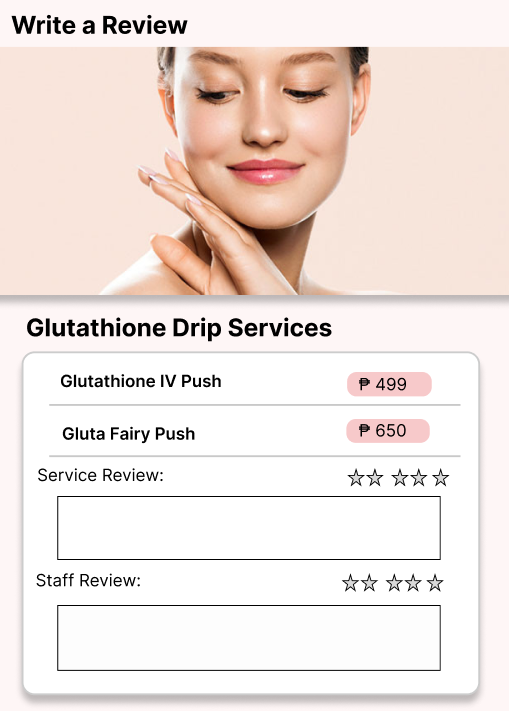 Write a Review
Glutathione Drip Services
Glutathione IV Push ₱ 499
Gluta Fairy Push ₱ 650
Service Review:
Staff Review: